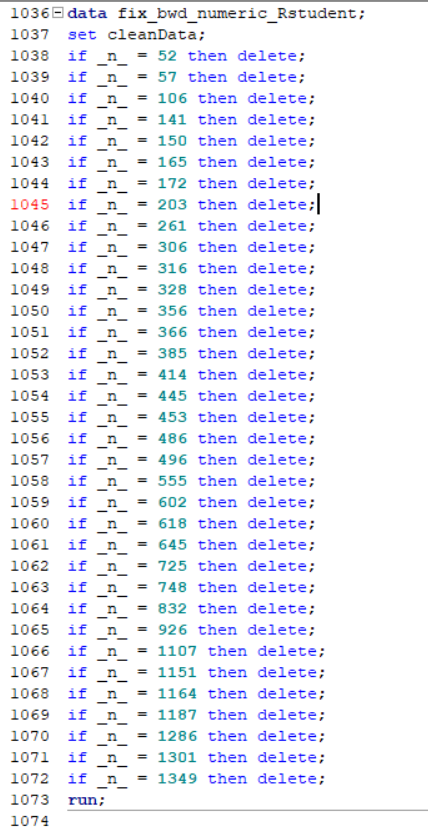 1036 data fix_bwd_numeric_Rstudent;
1037 set cleanData;
1038 if _n_ = 52 then delete;
1039 if _n_ = 57 then delete;
1040 if _n_ = 106 then delete;
1041 if _n_ = 141 then delete;
1042 if _n_ = 150 then delete;
1043 if _n_ = 165 then delete;
1044 if _n_ = 172 then delete;
1045 if _n_ = 203 then delete;
1046 if _n_ = 261 then delete;
1047 if _n_ = 306 then delete;
1048 if _n_ = 316 then delete;
1049 if _n_ = 328 then delete;
1050 if _n_ = 356 then delete;
1051 if _n_ = 366 then delete;
1052 if _n_ = 385 then delete;
1053 if _n_ = 414 then delete;
1054 if _n_ = 445 then delete;
1055 if _n_ = 453 then delete;
1056 if _n_ = 486 then delete;
1057 if _n_ = 496 then delete;
1058 if _n_ = 555 then delete;
1059 if _n_ = 602 then delete;
1060 if _n_ = 618 then delete;
1061 if _n_ = 645 then delete;
1062 if _n_ = 725 then delete;
1063 if _n_ = 748 then delete;
1064 if _n_ = 832 then delete;
1065 if _n_ = 926 then delete;
1066 if _n_ = 1107 then delete;
1067 if _n_ = 1151 then delete;
1068 if _n_ = 1164 then delete;
1069 if _n_ = 1187 then delete;
1070 if _n_ = 1286 then delete;
1071 if _n_ = 1301 then delete;
1072 if _n_ = 1349 then delete;
1073 run;
1074